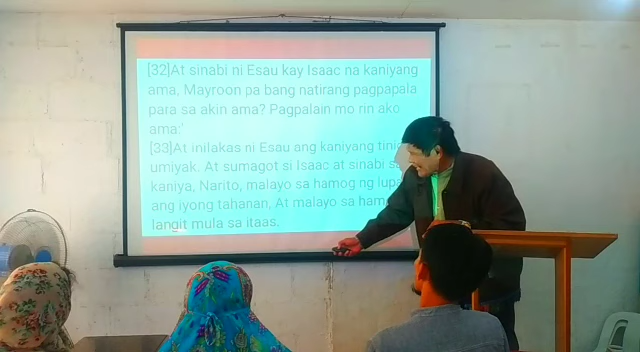 [32]At sinabi ni Esau kay Isaac na kaniyang
ama, Mayroon pa bang natirang pagpapala
para sa akin ama? Pagpalain mo rin ako
ama:'
[33]At inilakas ni Esau ang kaniyang
umiyak. At sumagot si Isaac at sinabi
kaniya, Narito, malayo sa hamog ng
ang iyong tahanan, At malayo sa
langit mula sa itaas.